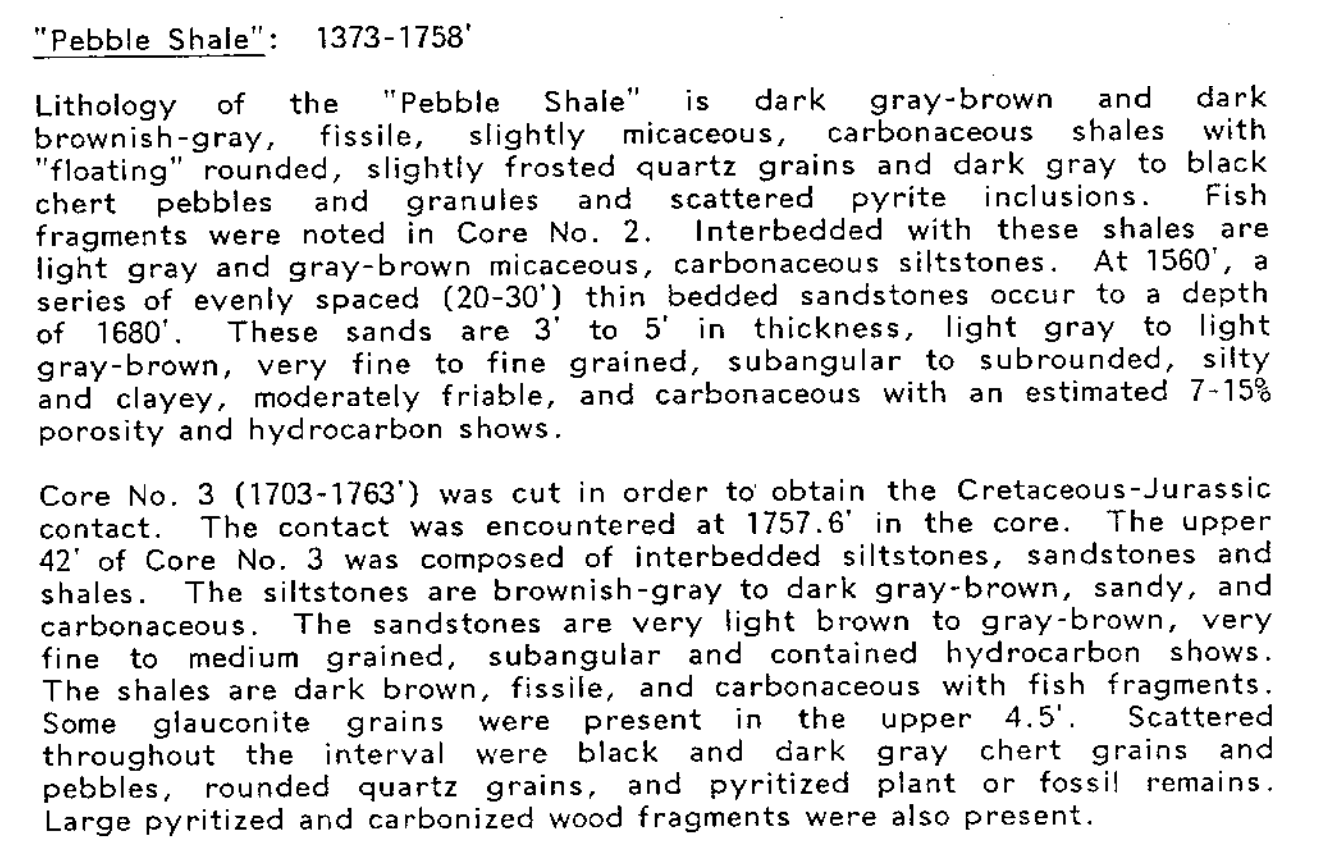 "Pebble Shale": 1373-1758'
Lithology of the "Pebble Shale" is dark gray-brown and dark
brownish-gray, fissile, slightly micaceous, carbonaceous shales with
"floating" rounded, slightly frosted quartz grains and dark gray to black
chert pebbles and granules and scattered pyrite inclusions. Fish
fragments were noted in Core No. 2. Interbedded with these shales are
light gray and gray-brown micaceous, carbonaceous siltstones. At 1560', a
series of evenly spaced (20-30') thin bedded sandstones occur to a depth
of 1680'. These sands are 3' to 5' in thickness, light gray to light
gray-brown, very fine to fine grained, subangular to subrounded, silty
and clayey, moderately friable, and carbonaceous with an estimated 7-15%
porosity and hydrocarbon shows.
Core No. 3 (1703-1763') was cut in order to obtain the Cretaceous-Jurassic
contact. The contact was encountered at 1757.6' in the core. The upper
42' of Core No. 3 was composed of interbedded siltstones, sandstones and
shales. The siltstones are brownish-gray to dark gray-brown, sandy, and
carbonaceous. The sandstones are very light brown to gray-brown, very
fine to medium grained, subangular and contained hydrocarbon shows.
The shales are dark brown, fissile, and carbonaceous with fish fragments.
Some glauconite grains were present in the upper 4.5'. Scattered
throughout the interval were black and dark gray chert grains and
pebbles, rounded quartz grains, and pyritized plant or fossil remains.
Large pyritized and carbonized wood fragments were also present.